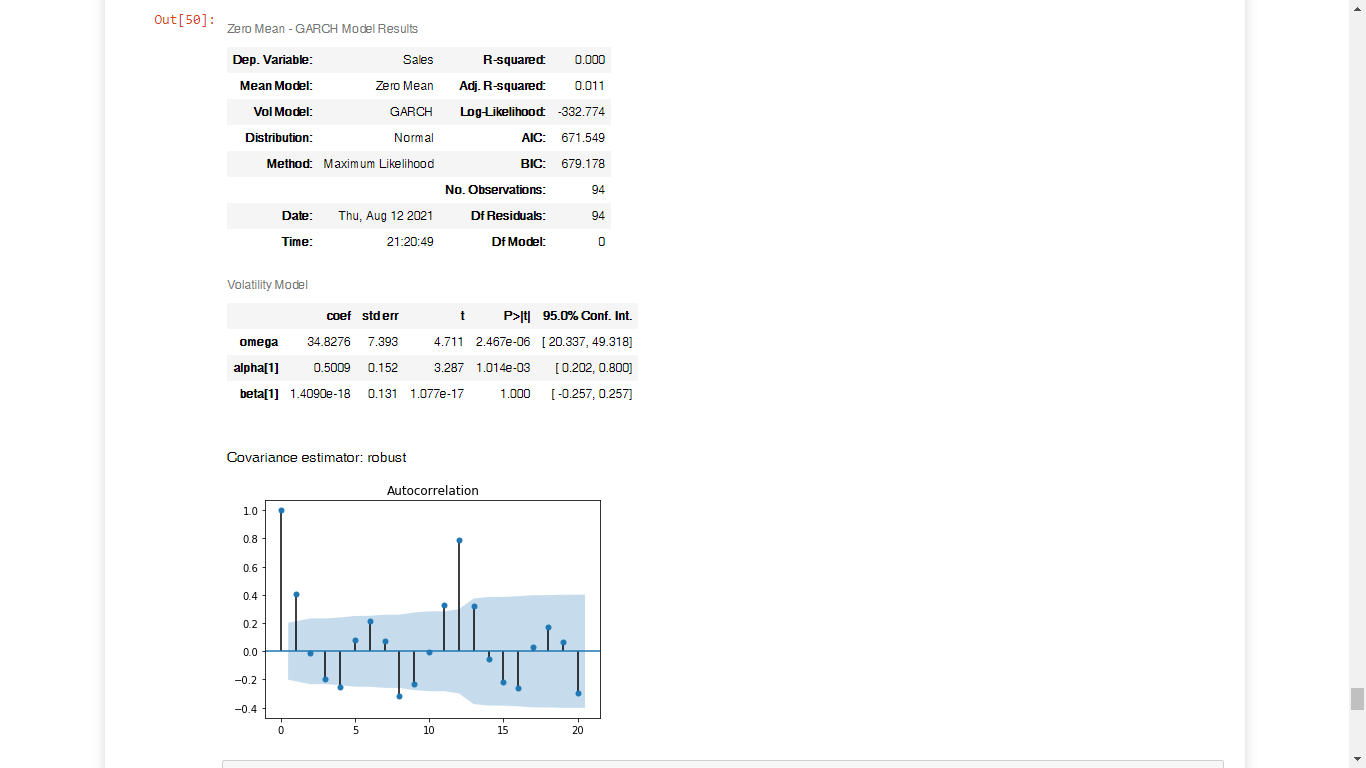 Out[50]:
Zero Mean - GARCH Model Results
Dep. Variable: Sales R-squared: 0.000
Mean Model: Zero Mean Adj. R-squared: 0.011
Vol Model: GARCH Log-Likelihood: -332.774
Distribution: Normal AIC: 671.549
Method: Maximum Likelihood BIC: 679.178
No. Observations: 94
Date: Thu, Aug 12 2021 Df Residuals: 94
Time: 21:20:49 Df Model: 0
Volatility Model
coef std err t P>|t| 95.0% Conf. Int.
omega 34.8276 7.393 4.711 2.467e-06 [ 20.337, 49.318]
alpha[1] 0.5009 0.152 3.287 1.014e-03 [ 0.202, 0.800]
beta[1] 1.4090e-18 0.131 1.077e-17 1.000 [ -0.257, 0.257]
Covariance estimator: robust
Autocorrelation
1.0
0.8
0.6
0.4
0.2
0.0
−0.2
−0.4
0 5 10 15 20